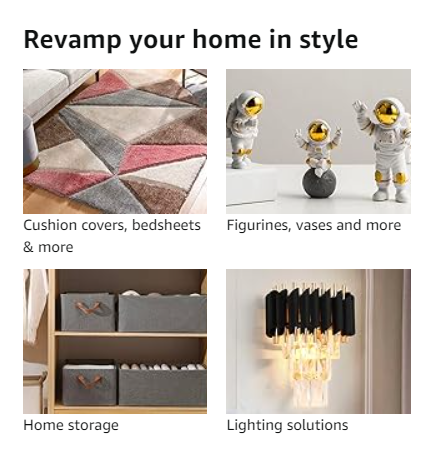 Revamp your home in style
Cushion covers, bedsheets
& more
Figurines, vases and more
Home storage
Lighting solutions